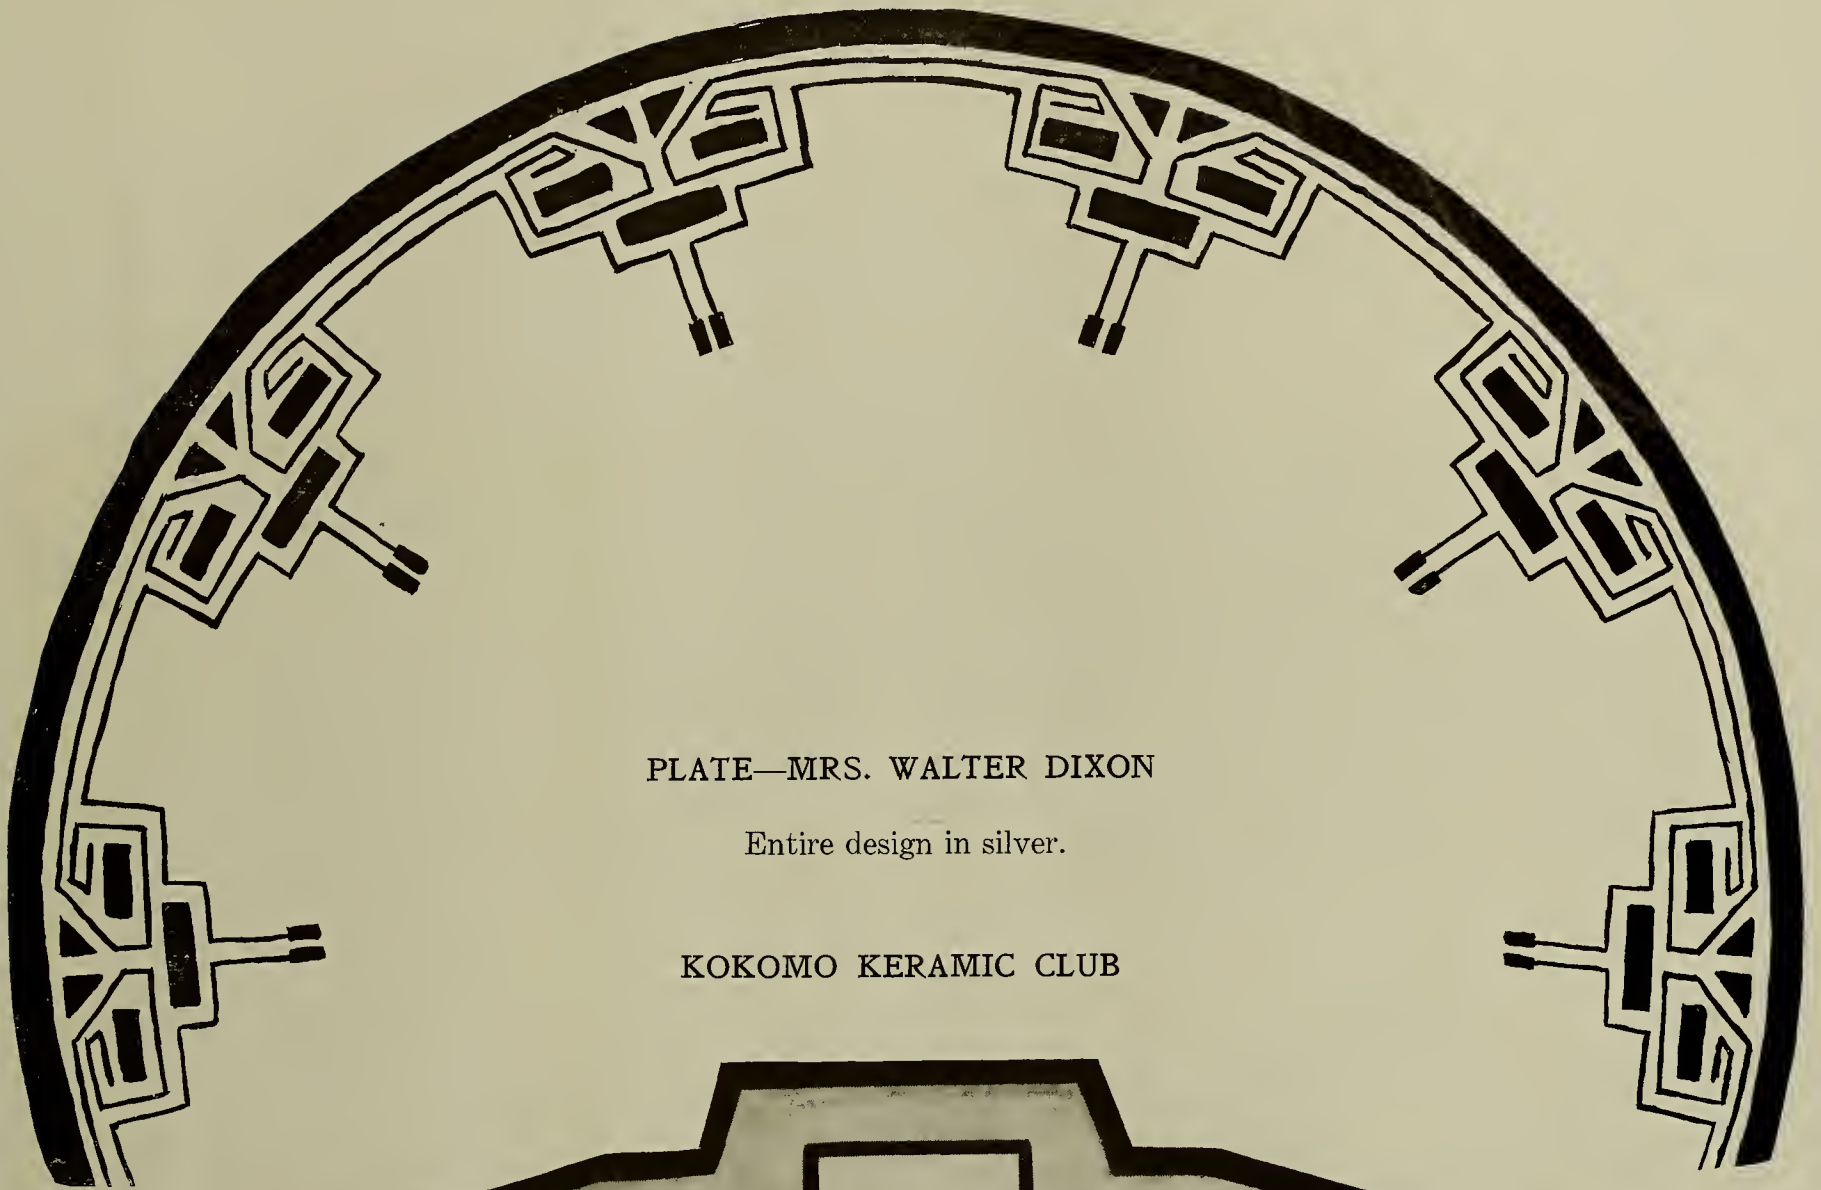 PLATE—MRS. WALTER DIXON
Entire design in silver.
KOKOMO KERAMIC CLUB